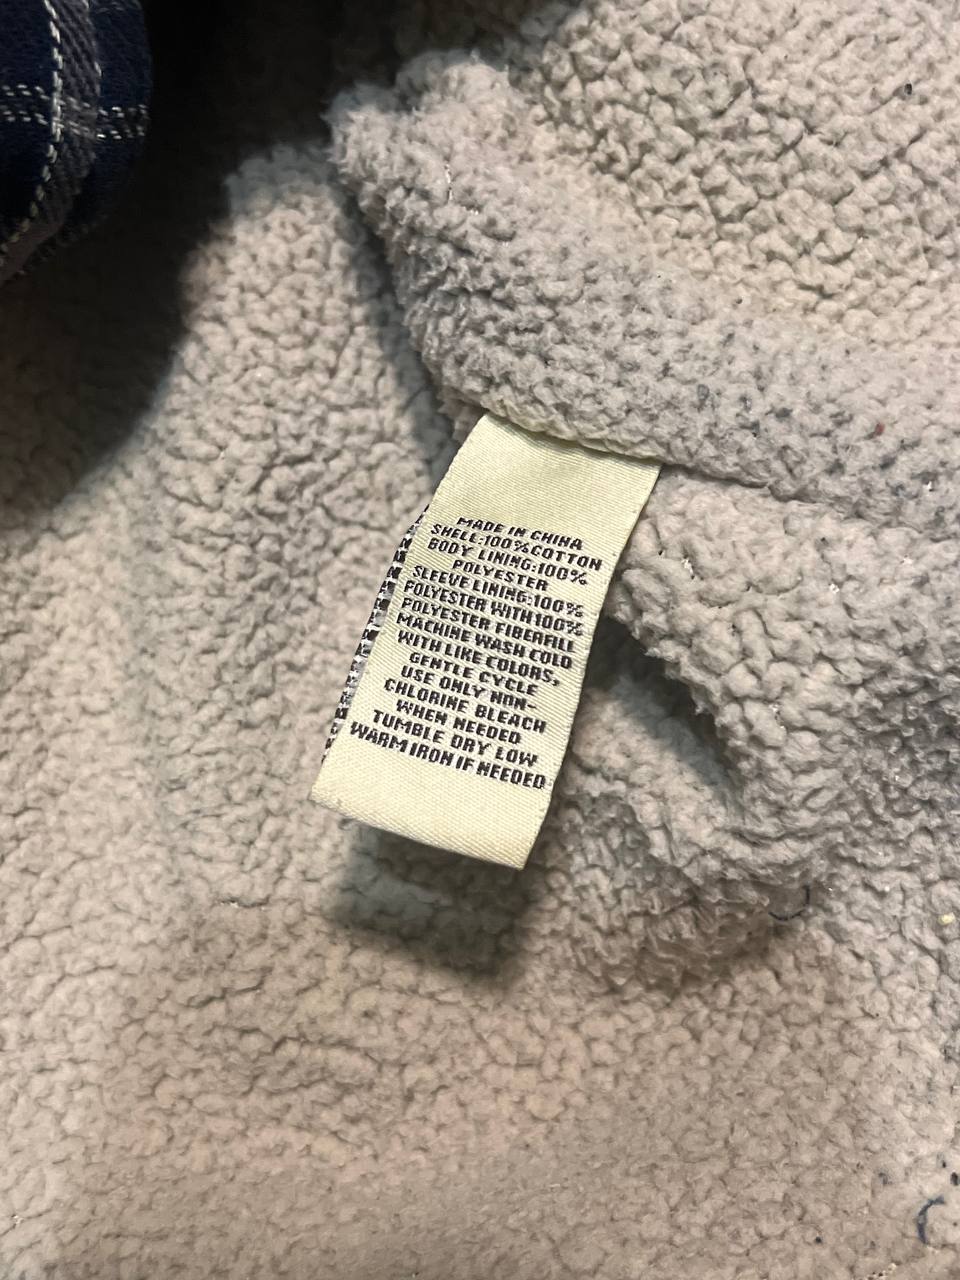 MADE IN CHINA
SHELL:100%COTTON
BODY LINING:100%
POLYESTER
SLEEVE LINING:100%
POLYESTER WITH100%
POLYESTER FIBERFILL
MACHINE WASH COLD
WITH LIKE COLORS,
GENTLE CYCLE
USE ONLY NON-
CHLORINE BLEACH
WHEN NEEDED
TUMBLE DRY LOW
WARM IRON IF NEEDED